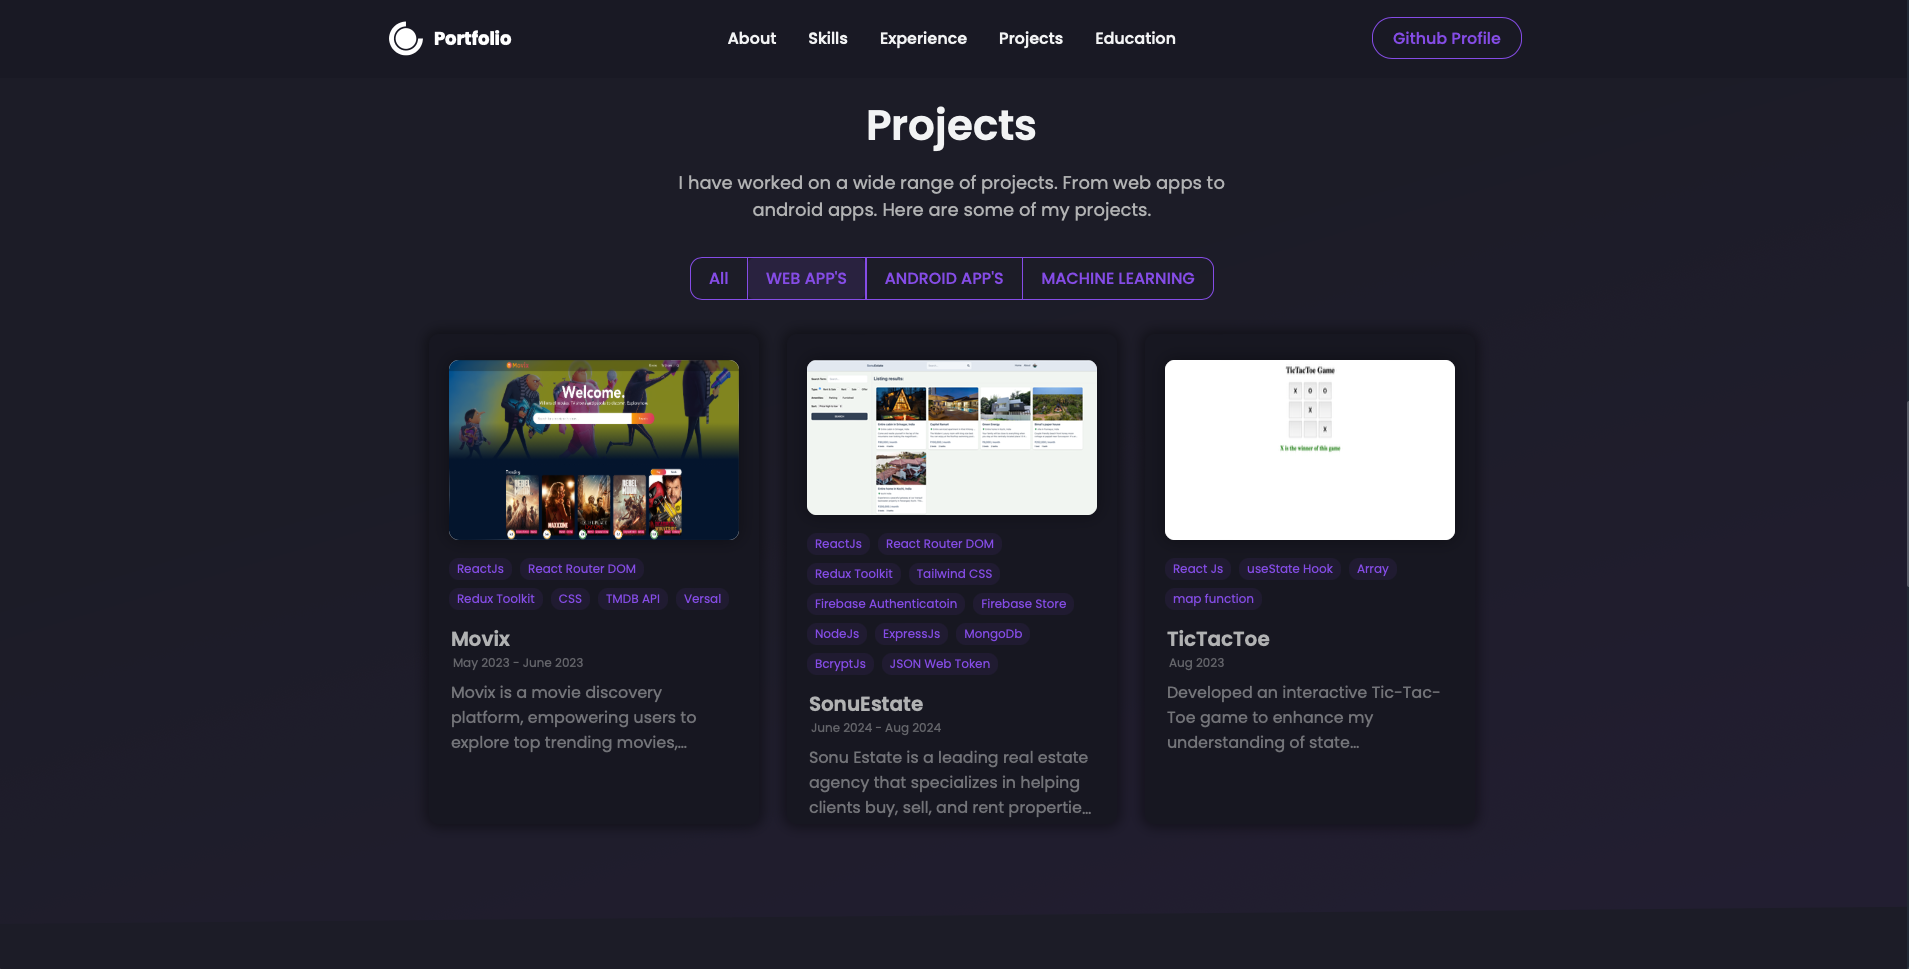 Portfolio
About Skills Experience Projects Education
Github Profile
Projects
I have worked on a wide range of projects. From web apps to
android apps. Here are some of my projects.
All WEB APP'S ANDROID APP'S MACHINE LEARNING
Movix
Welcome.
Trending
ReactJs React Router DOM
Redux Toolkit CSS TMDB API Versal
Movix
May 2023 - June 2023
Movix is a movie discovery
platform, empowering users to
explore top trending movies,...
Listing results:
ReactJs React Router DOM
Redux Toolkit Tailwind CSS
Firebase Authenticatoin Firebase Store
NodeJs ExpressJs MongoDb
BcryptJs JSON Web Token
SonuEstate
June 2024 - Aug 2024
Sonu Estate is a leading real estate
agency that specializes in helping
clients buy, sell, and rent propertie...
TicTacToe Game
X O O
X
X
X is the winner of this game
React Js useState Hook Array
map function
TicTacToe
Aug 2023
Developed an interactive Tic-Tac-
Toe game to enhance my
understanding of state...